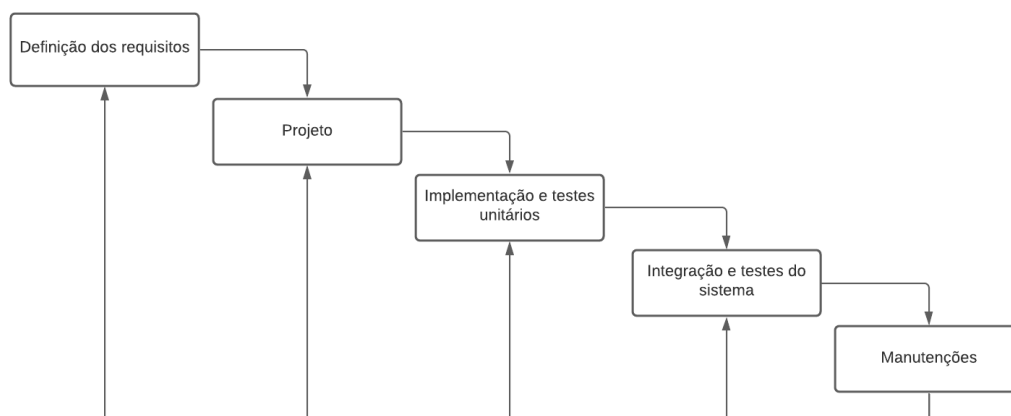 Definição dos requisitos
Projeto
Implementação e testes
unitários
Integração e testes do
sistema
Manutenções